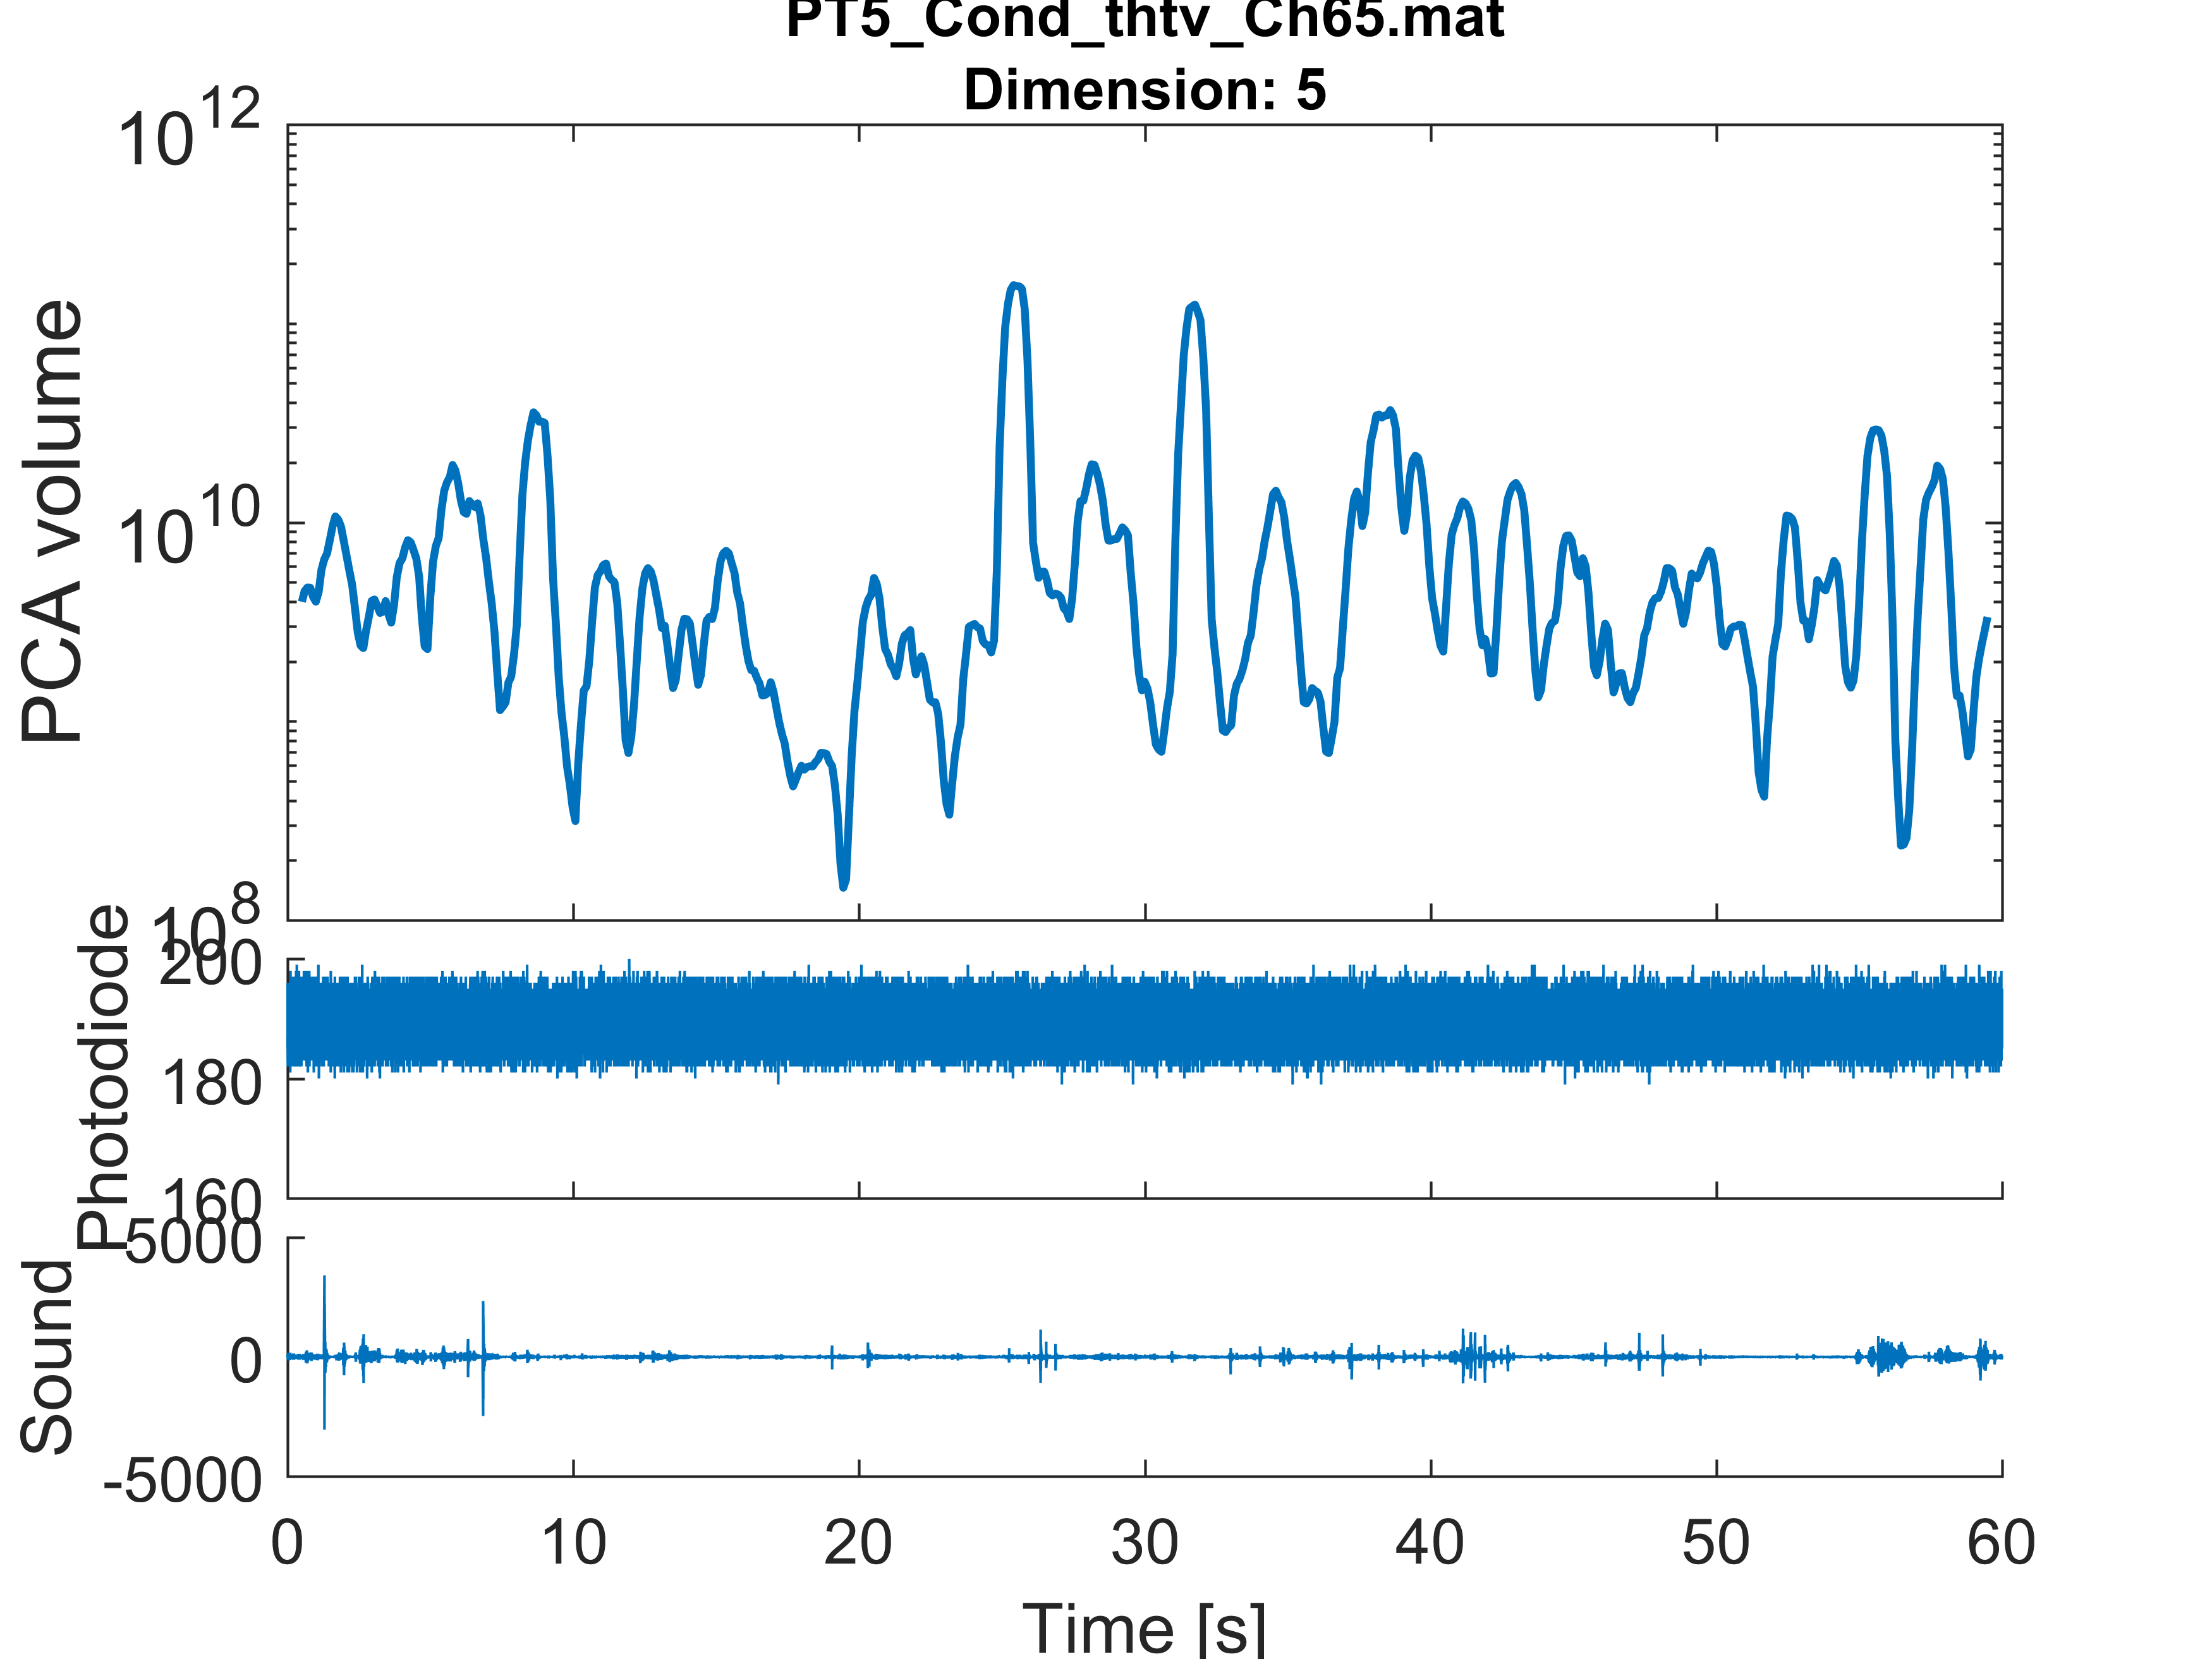 PT5_Cond_thtv_Ch65.mat
Dimension: 5
10^12
10^10
10^8
PCA volume
200
180
160
Photodiode
5000
0
-5000
Sound
0 10 20 30 40 50 60
Time [s]